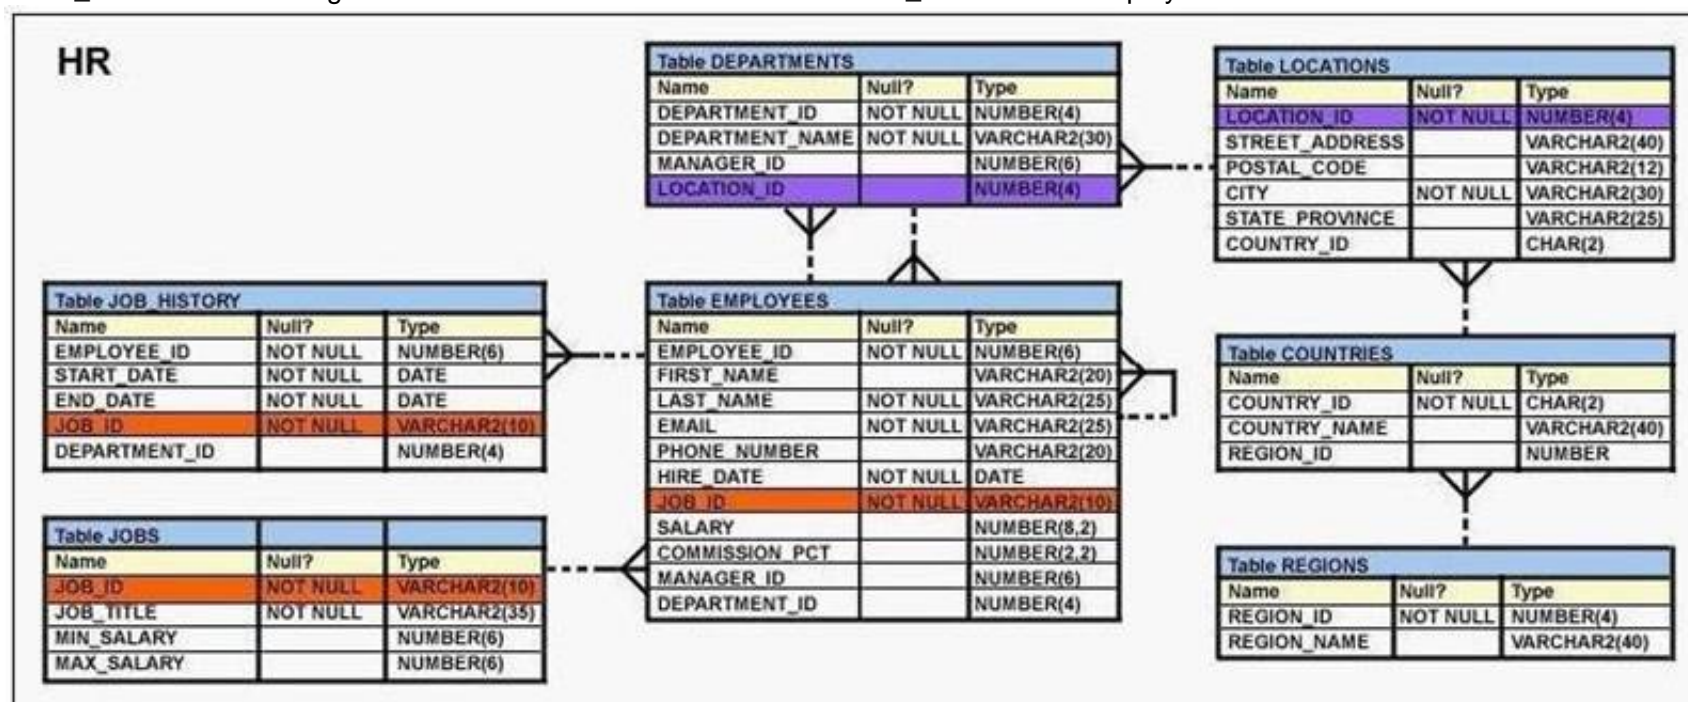 HR
Table DEPARTMENTS
Name Null? Type
DEPARTMENT_ID NOT NULL NUMBER(4)
DEPARTMENT_NAME NOT NULL VARCHAR2(30)
MANAGER_ID NUMBER(6)
LOCATION_ID NUMBER(4)
Table LOCATIONS
Name Null? Type
LOCATION_ID NOT NULL NUMBER(4)
STREET_ADDRESS VARCHAR2(40)
POSTAL_CODE VARCHAR2(12)
CITY NOT NULL VARCHAR2(30)
STATE_PROVINCE VARCHAR2(25)
COUNTRY_ID CHAR(2)
Table JOB_HISTORY
Name Null? Type
EMPLOYEE_ID NOT NULL NUMBER(6)
START_DATE NOT NULL DATE
END_DATE NOT NULL DATE
JOB_ID NOT NULL VARCHAR2(10)
DEPARTMENT_ID NUMBER(4)
Table EMPLOYEES
Name Null? Type
EMPLOYEE_ID NOT NULL NUMBER(6)
FIRST_NAME VARCHAR2(20)
LAST_NAME NOT NULL VARCHAR2(25)
EMAIL NOT NULL VARCHAR2(25)
PHONE_NUMBER VARCHAR2(20)
HIRE_DATE NOT NULL DATE
JOB_ID NOT NULL VARCHAR2(10)
SALARY NUMBER(8,2)
COMMISSION_PCT NUMBER(2,2)
MANAGER_ID NUMBER(6)
DEPARTMENT_ID NUMBER(4)
Table COUNTRIES
Name Null? Type
COUNTRY_ID NOT NULL CHAR(2)
COUNTRY_NAME VARCHAR2(40)
REGION_ID NUMBER
Table JOBS
Name Null? Type
JOB_ID NOT NULL VARCHAR2(10)
JOB_TITLE NOT NULL VARCHAR2(35)
MIN_SALARY NUMBER(6)
MAX_SALARY NUMBER(6)
Table REGIONS
Name Null? Type
REGION_ID NOT NULL NUMBER(4)
REGION_NAME VARCHAR2(40)